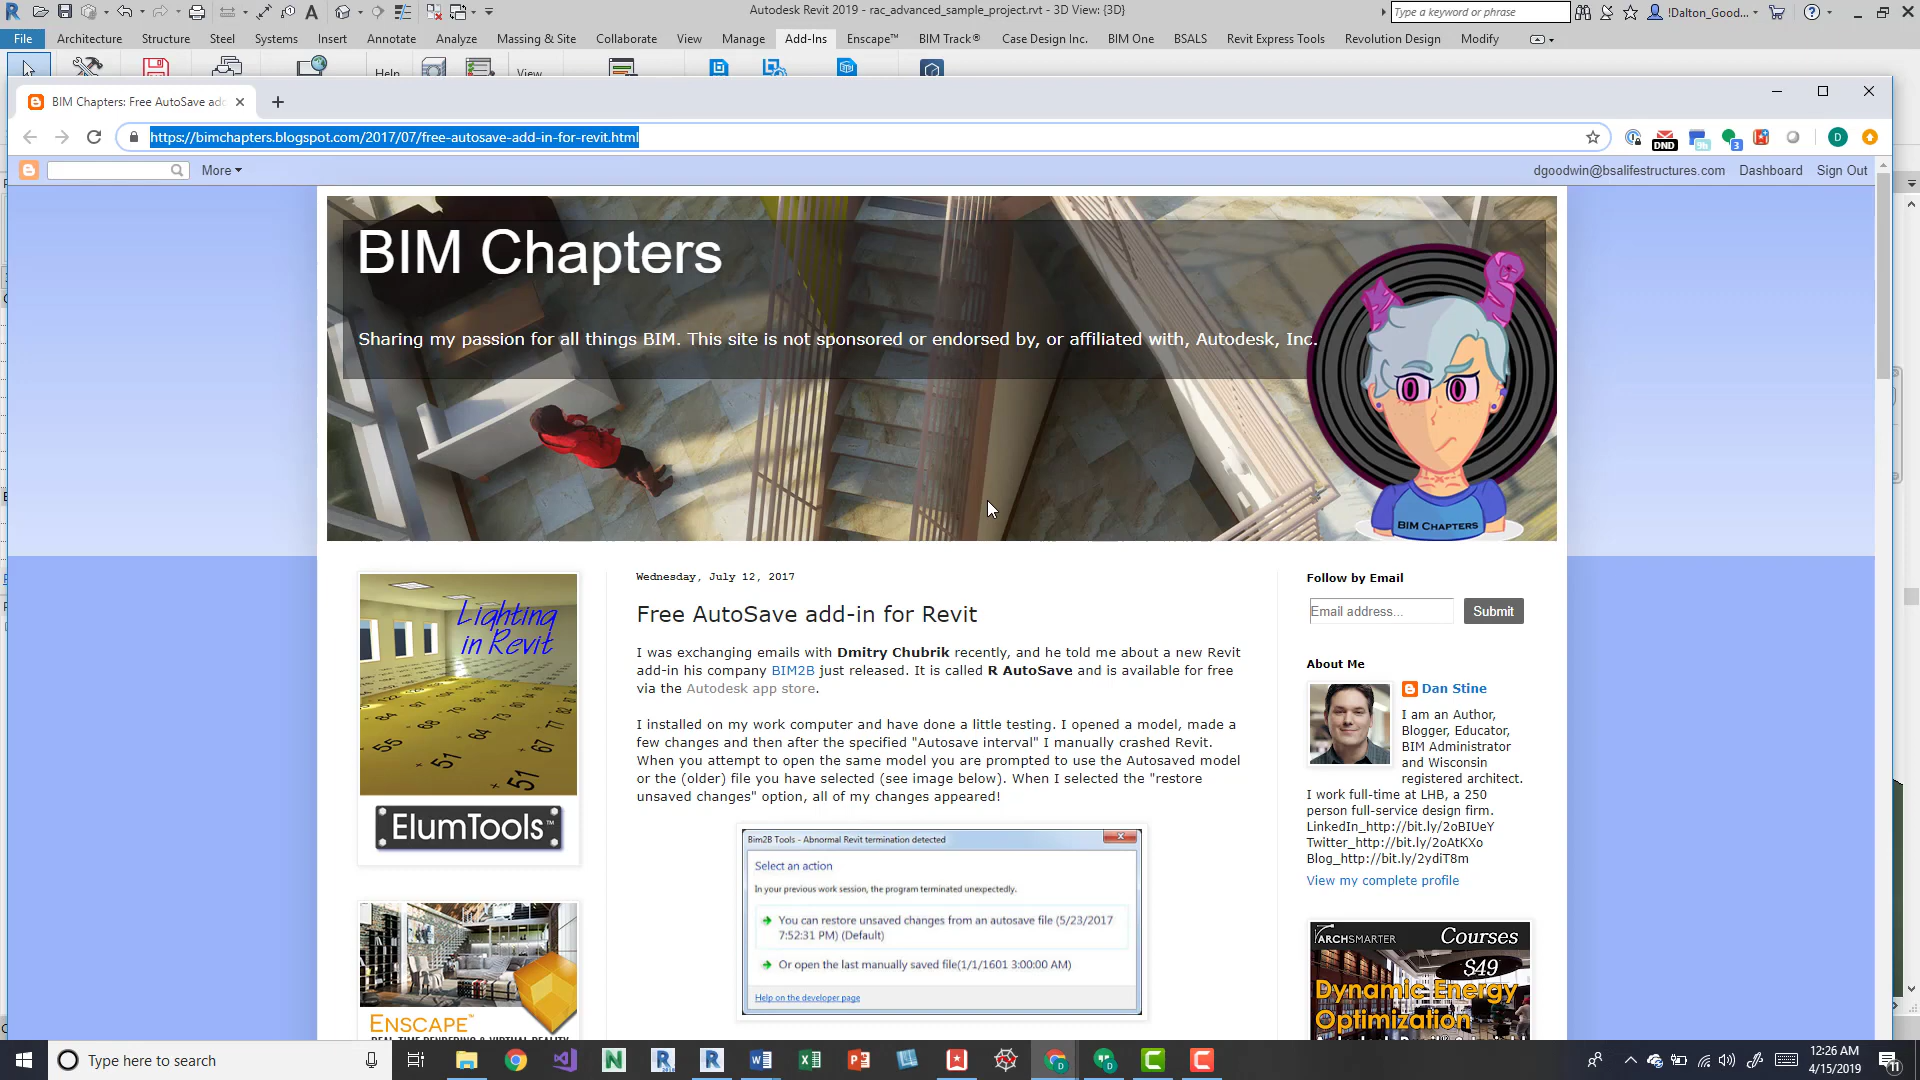 Autodesk Revit 2019 - rac_advanced_sample_project.rvt - 3D View: {3D}
Type a keyword or phrase
!Dalton_Good...
File Architecture Structure Steel Systems Insert Annotate Analyze Massing & Site Collaborate View Manage Add-Ins Enscape™ BIM Track® Case Design Inc. BIM One BSALS Revit Express Tools Revolution Design Modify
Help View
BIM Chapters: Free AutoSave ad
https://bimchapters.blogspot.com/2017/07/free-autosave-add-in-for-revit.html
DND
9h
3
D
More
dgoodwin@bsalifestructures.com Dashboard Sign Out
BIM Chapters
Sharing my passion for all things BIM. This site is not sponsored or endorsed by, or affiliated with, Autodesk, Inc.
BIM CHAPTERS
Lighting
in Revit
ElumTools™
ENSCAPE™
Wednesday, July 12, 2017
Free AutoSave add-in for Revit
I was exchanging emails with Dmitry Chubrik recently, and he told me about a new Revit
add-in his company BIM2B just released. It is called R AutoSave and is available for free
via the Autodesk app store.
I installed on my work computer and have done a little testing. I opened a model, made a
few changes and then after the specified "Autosave interval" I manually crashed Revit.
When you attempt to open the same model you are prompted to use the Autosaved model
or the (older) file you have selected (see image below). When I selected the "restore
unsaved changes" option, all of my changes appeared!
Bim2B Tools - Abnormal Revit termination detected
Select an action
In your previous work session, the program terminated unexpectedly.
You can restore unsaved changes from an autosave file (5/23/2017
7:52:31 PM) (Default)
Or open the last manually saved file(1/1/1601 3:00:00 AM)
Help on the developer page
Follow by Email
Email address...
Submit
About Me
Dan Stine
I am an Author,
Blogger, Educator,
BIM Administrator
and Wisconsin
registered architect.
I work full-time at LHB, a 250
person full-service design firm.
LinkedIn_http://bit.ly/2oBIUeY
Twitter_http://bit.ly/2oAtKXo
Blog_http://bit.ly/2ydiT8m
View my complete profile
ARCHSMARTER Courses
$49
Dynamic Energy
Optimization
Type here to search
12:26 AM
4/15/2019
11